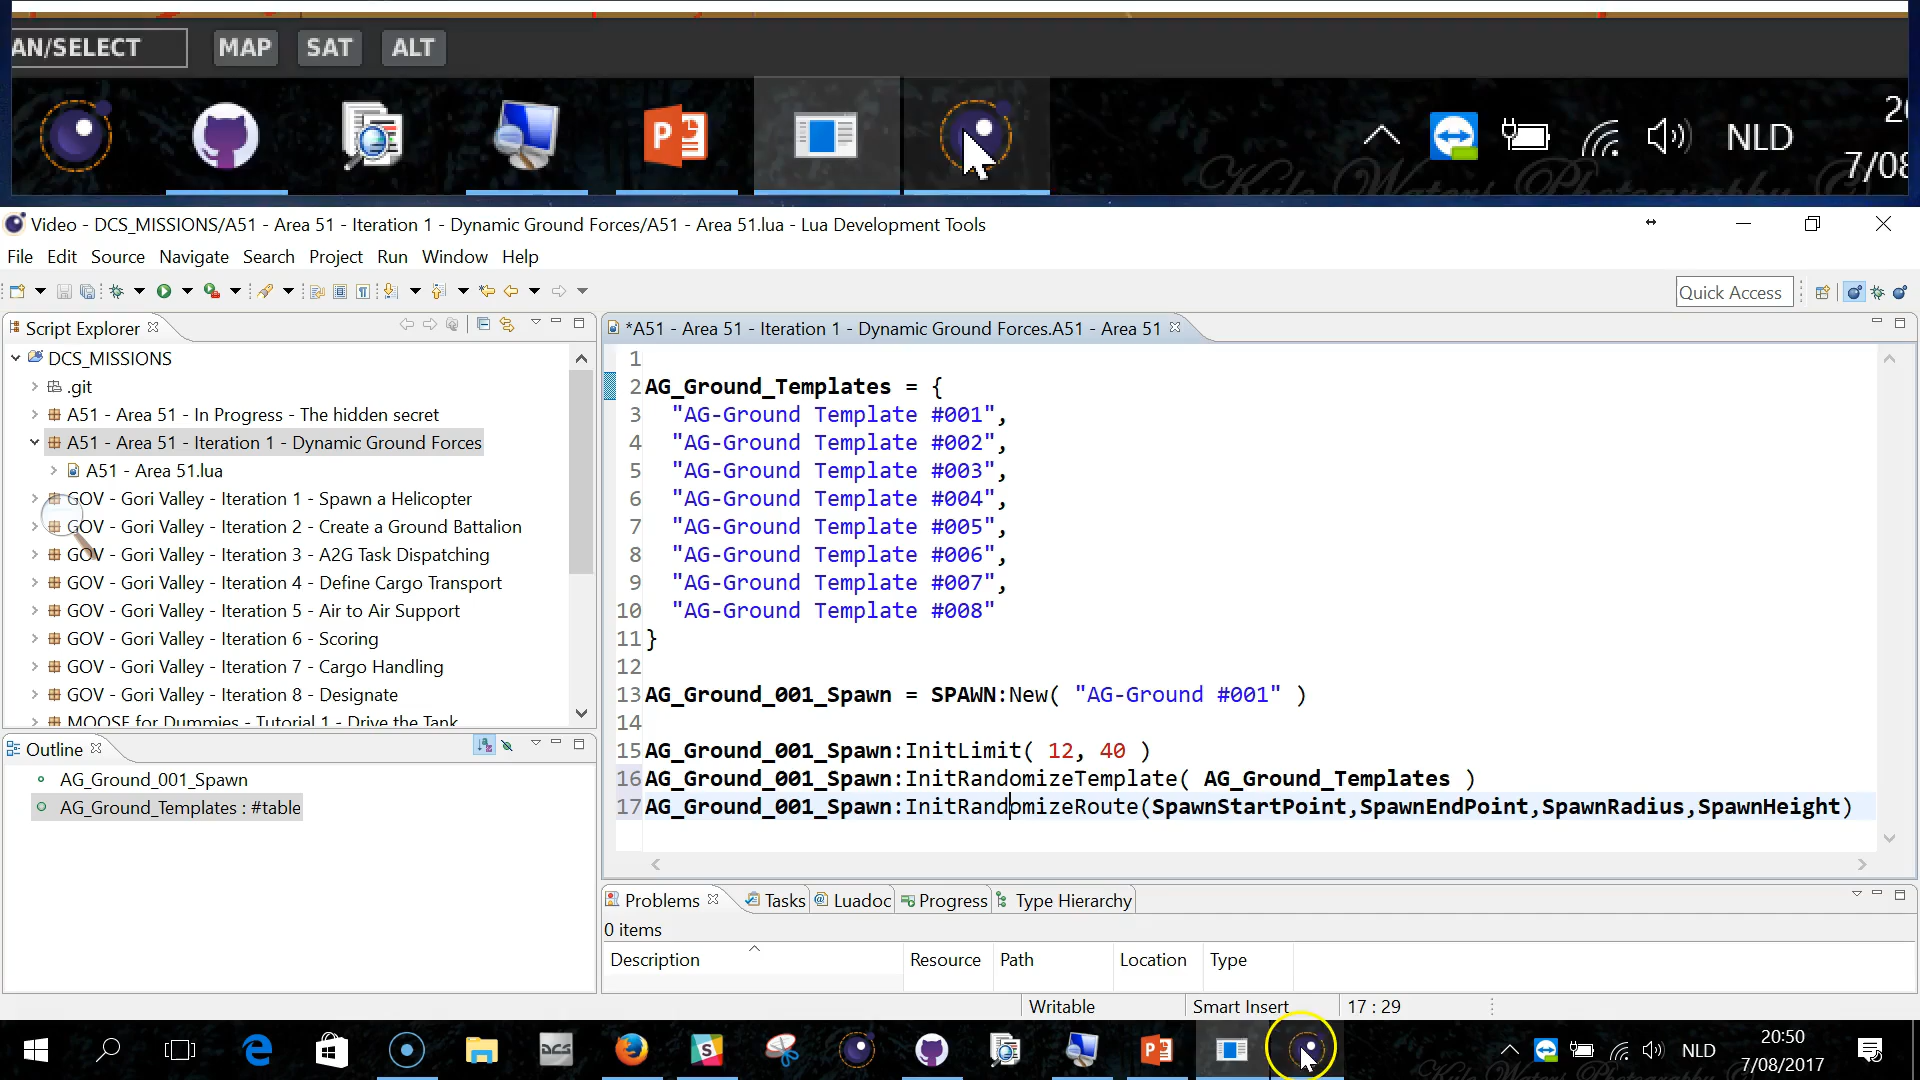 AN/SELECT MAP SAT ALT
NLD
7/08
Kyle Waters Photography ©
Video - DCS_MISSIONS/A51 - Area 51 - Iteration 1 - Dynamic Ground Forces/A51 - Area 51.lua - Lua Development Tools
File Edit Source Navigate Search Project Run Window Help
Quick Access
Script Explorer
DCS_MISSIONS
.git
A51 - Area 51 - In Progress - The hidden secret
A51 - Area 51 - Iteration 1 - Dynamic Ground Forces
A51 - Area 51.lua
GOV - Gori Valley - Iteration 1 - Spawn a Helicopter
GOV - Gori Valley - Iteration 2 - Create a Ground Battalion
GOV - Gori Valley - Iteration 3 - A2G Task Dispatching
GOV - Gori Valley - Iteration 4 - Define Cargo Transport
GOV - Gori Valley - Iteration 5 - Air to Air Support
GOV - Gori Valley - Iteration 6 - Scoring
GOV - Gori Valley - Iteration 7 - Cargo Handling
GOV - Gori Valley - Iteration 8 - Designate
MOOSE for Dummies - Tutorial 1 - Drive the Tank
Outline
AG_Ground_001_Spawn
AG_Ground_Templates : #table
*A51 - Area 51 - Iteration 1 - Dynamic Ground Forces.A51 - Area 51
1
2 AG_Ground_Templates = {
3 "AG-Ground Template #001",
4 "AG-Ground Template #002",
5 "AG-Ground Template #003",
6 "AG-Ground Template #004",
7 "AG-Ground Template #005",
8 "AG-Ground Template #006",
9 "AG-Ground Template #007",
10 "AG-Ground Template #008"
11 }
12
13 AG_Ground_001_Spawn = SPAWN:New( "AG-Ground #001" )
14
15 AG_Ground_001_Spawn:InitLimit( 12, 40 )
16 AG_Ground_001_Spawn:InitRandomizeTemplate( AG_Ground_Templates )
17 AG_Ground_001_Spawn:InitRandomizeRoute(SpawnStartPoint,SpawnEndPoint,SpawnRadius,SpawnHeight)
Problems Tasks Luadoc Progress Type Hierarchy
0 items
Description Resource Path Location Type
Writable Smart Insert 17 : 29
DCS
NLD
20:50
7/08/2017